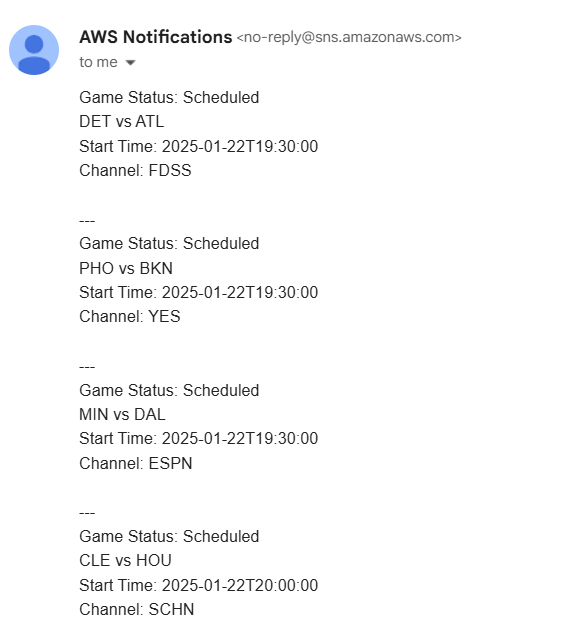 AWS Notifications <no-reply@sns.amazonaws.com>
to me
Game Status: Scheduled
DET vs ATL
Start Time: 2025-01-22T19:30:00
Channel: FDSS
---
Game Status: Scheduled
PHO vs BKN
Start Time: 2025-01-22T19:30:00
Channel: YES
---
Game Status: Scheduled
MIN vs DAL
Start Time: 2025-01-22T19:30:00
Channel: ESPN
---
Game Status: Scheduled
CLE vs HOU
Start Time: 2025-01-22T20:00:00
Channel: SCHN